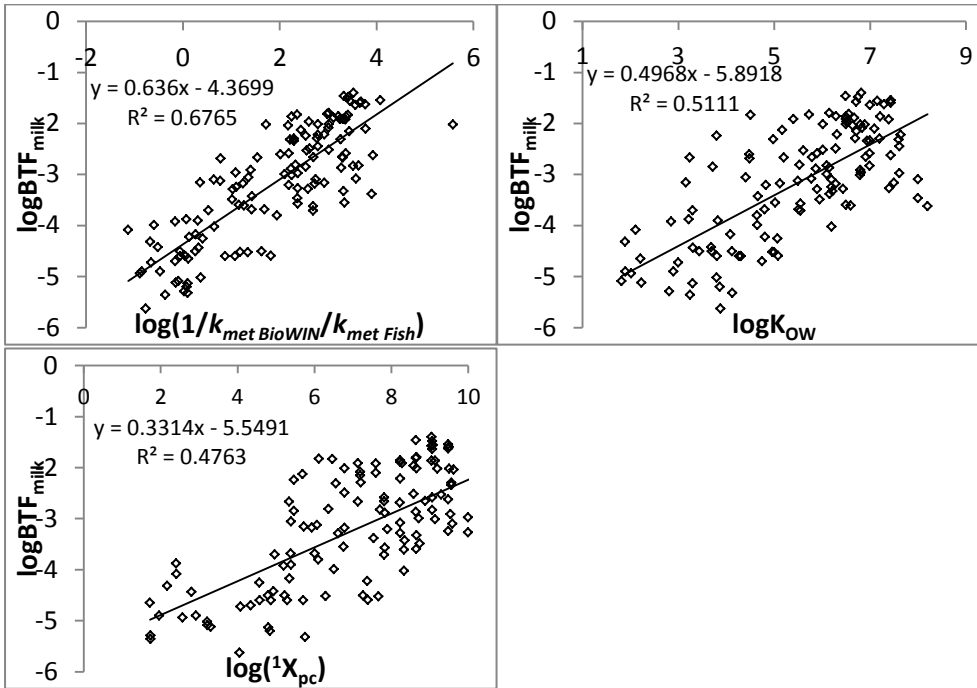 0
-1
-2
-3
-4
-5
-6
-2 0 2 4 6
y = 0.636x - 4.3699
R² = 0.6765
logBTFmilk
log(1/kmet BioWIN/kmet Fish)
0
-1
-2
-3
-4
-5
-6
1 3 5 7 9
y = 0.4968x - 5.8918
R² = 0.5111
logBTFmilk
logKOW
0
-1
-2
-3
-4
-5
-6
0 2 4 6 8 10
y = 0.3314x - 5.5491
R² = 0.4763
logBTFmilk
log(¹Xpc)